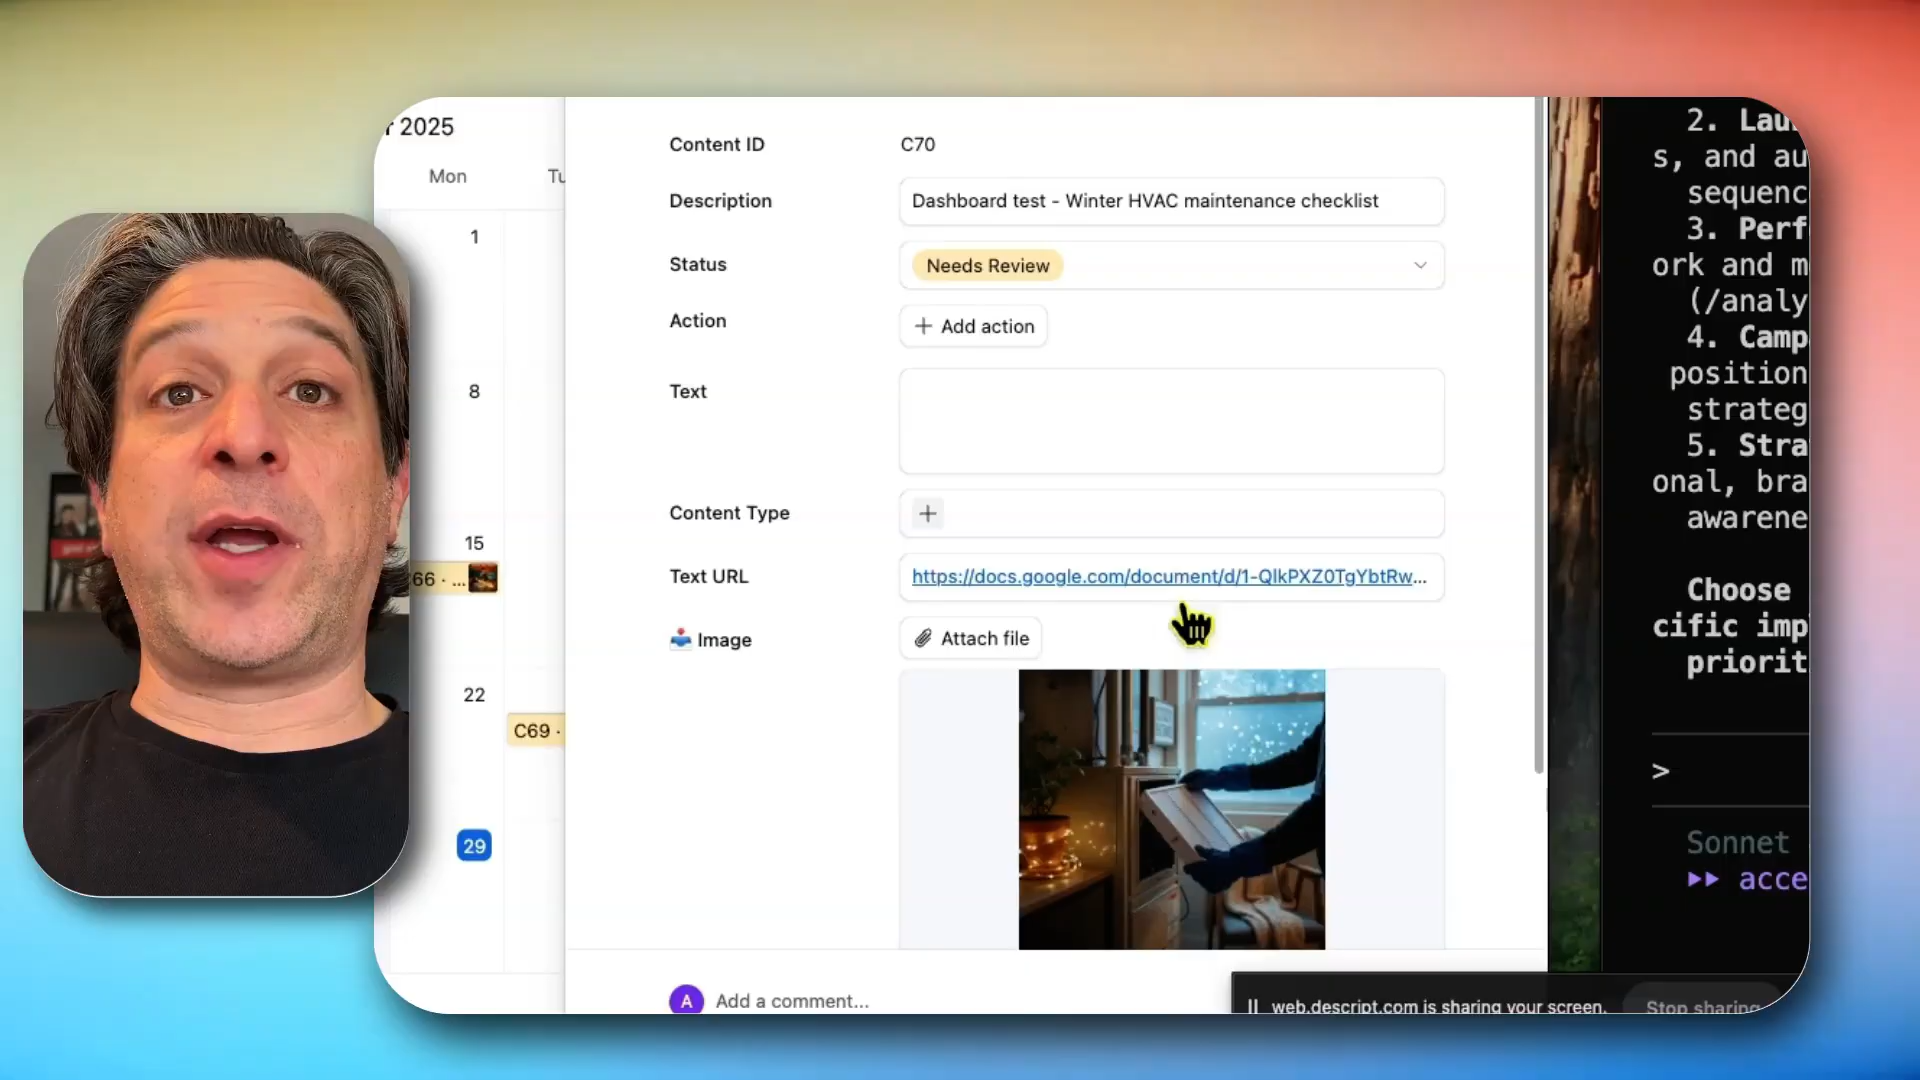 r 2025
Mon
Tu
1
8
15
66 · ...
22
C69 ·
29
Content ID
C70
Description
Dashboard test - Winter HVAC maintenance checklist
Status
Needs Review
Action
+ Add action
Text
Content Type
+
Text URL
https://docs.google.com/document/d/1-QlkPXZ0TgYbtRw...
Image
Attach file
A
Add a comment...
web.descript.com is sharing your screen.
Stop sharing
2. Lau
s, and au
sequenc
3. Perf
ork and m
(/analy
4. Camp
position
strateg
5. Stra
onal, bra
awarene
Choose
cific imp
priorit
>
Sonnet
acce